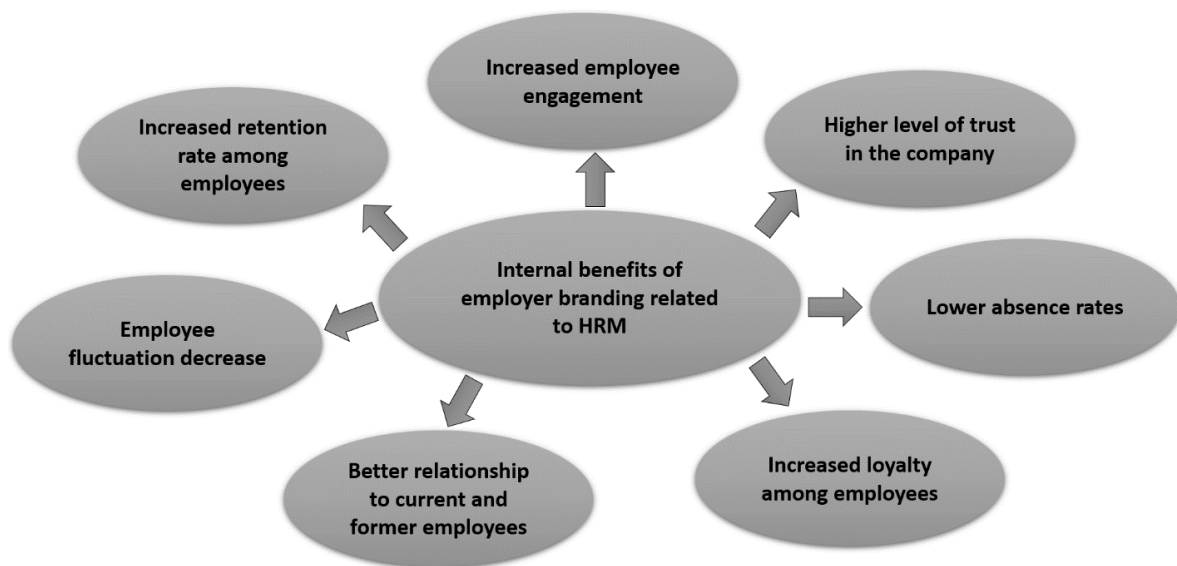 Increased employee
engagement
Increased retention
rate among
employees
Higher level of trust
in the company
Internal benefits of
employer branding related
to HRM
Employee
fluctuation decrease
Lower absence rates
Better relationship
to current and
former employees
Increased loyalty
among employees